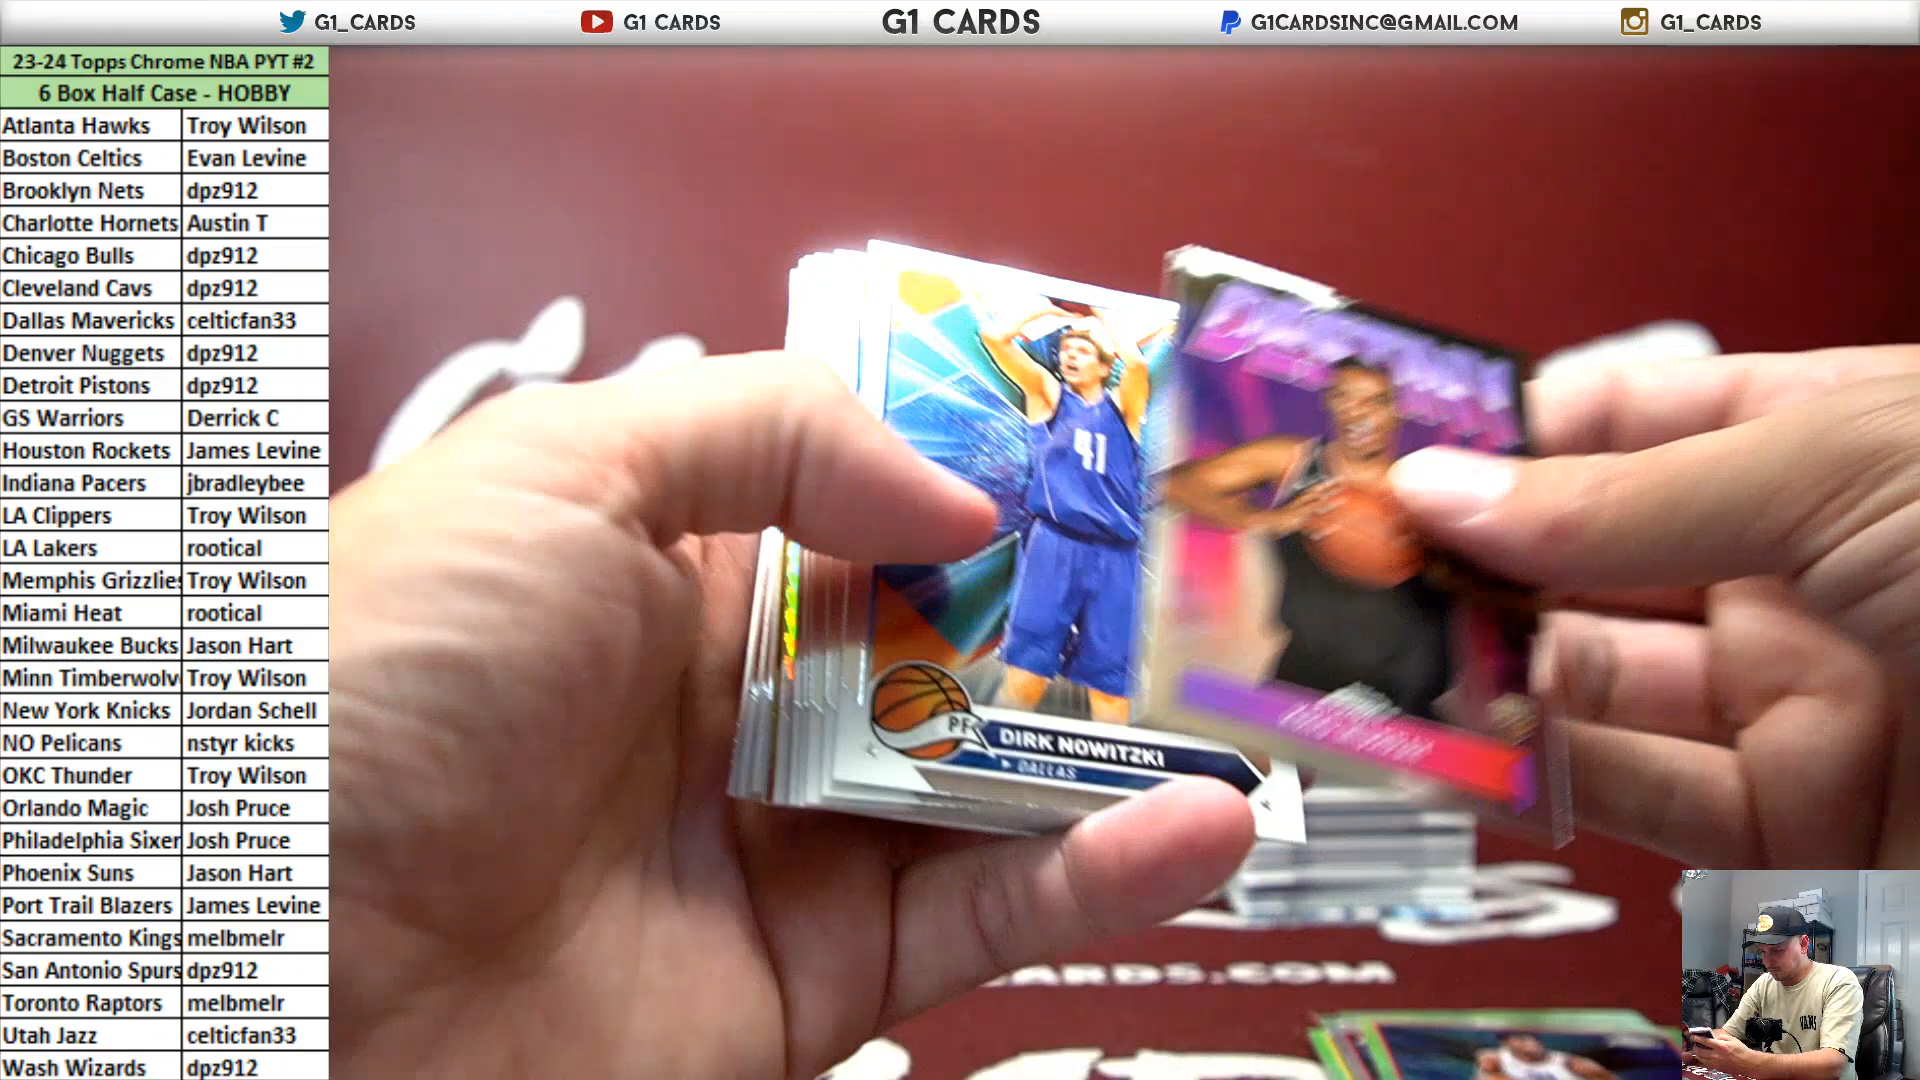 G1_CARDS
G1 CARDS
G1 CARDS
G1CARDSINC@GMAIL.COM
G1_CARDS
23-24 Topps Chrome NBA PYT #2
6 Box Half Case - HOBBY
Atlanta Hawks Troy Wilson
Boston Celtics Evan Levine
Brooklyn Nets dpz912
Charlotte Hornets Austin T
Chicago Bulls dpz912
Cleveland Cavs dpz912
Dallas Mavericks celticfan33
Denver Nuggets dpz912
Detroit Pistons dpz912
GS Warriors Derrick C
Houston Rockets James Levine
Indiana Pacers jbradleybee
LA Clippers Troy Wilson
LA Lakers rootical
Memphis Grizzlies Troy Wilson
Miami Heat rootical
Milwaukee Bucks Jason Hart
Minn Timberwolv Troy Wilson
New York Knicks Jordan Schell
NO Pelicans nstyr kicks
OKC Thunder Troy Wilson
Orlando Magic Josh Pruce
Philadelphia Sixer Josh Pruce
Phoenix Suns Jason Hart
Port Trail Blazers James Levine
Sacramento Kings melbmelr
San Antonio Spurs dpz912
Toronto Raptors melbmelr
Utah Jazz celticfan33
Wash Wizards dpz912
41
PF
DIRK NOWITZKI
DALLAS
CARDS.COM
VANS